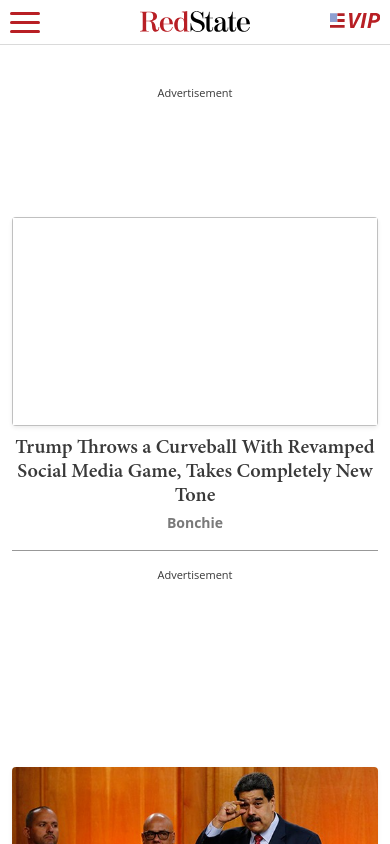 RedState
VIP
Advertisement
Trump Throws a Curveball With Revamped
Social Media Game, Takes Completely New
Tone
Bonchie
Advertisement